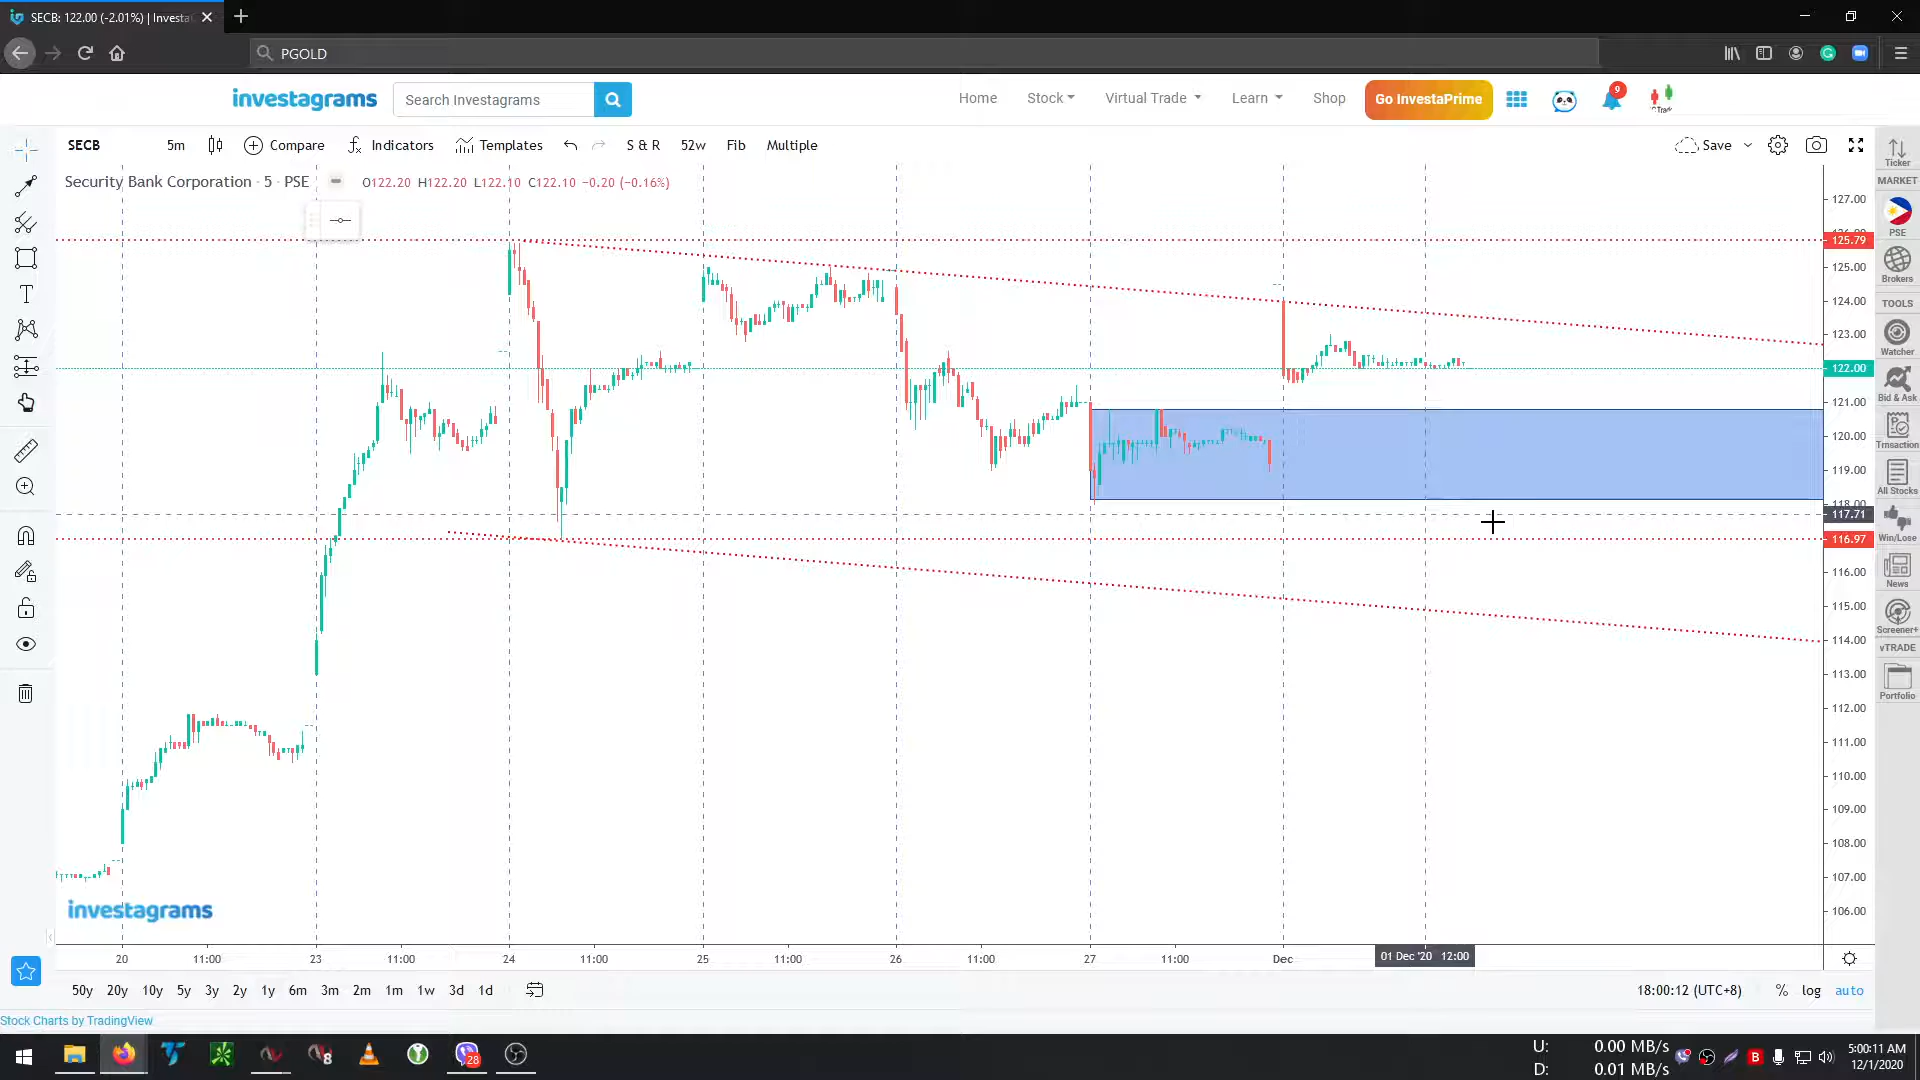 SECB: 122.00 (-2.01%) | Investa
PGOLD
investagrams
Search Investagrams
Home Stock Virtual Trade Learn Shop
Go InvestaPrime
9
SECB 5m Compare Indicators Templates S & R 52w Fib Multiple
Save
Security Bank Corporation · 5 · PSE
O122.20 H122.20 L122.10 C122.10 −0.20 (−0.16%)
127.00
125.79
125.00
124.00
123.00
122.00
121.00
120.00
119.00
118.00
117.71
116.97
116.00
115.00
114.00
113.00
112.00
111.00
110.00
109.00
108.00
107.00
106.00
Ticker
MARKET
PSE
Brokers
TOOLS
Watcher
Bid & Ask
Trnsaction
All Stocks
Win/Lose
News
Screener+
vTRADE
Portfolio
investagrams
20 11:00 23 11:00 24 11:00 25 11:00 26 11:00 27 11:00 Dec 01 Dec '20 12:00
50y 20y 10y 5y 3y 2y 1y 6m 3m 2m 1m 1w 3d 1d
18:00:12 (UTC+8) % log auto
Stock Charts by TradingView
28
U: 0.00 MB/s
D: 0.01 MB/s
5:00:11 AM
12/1/2020